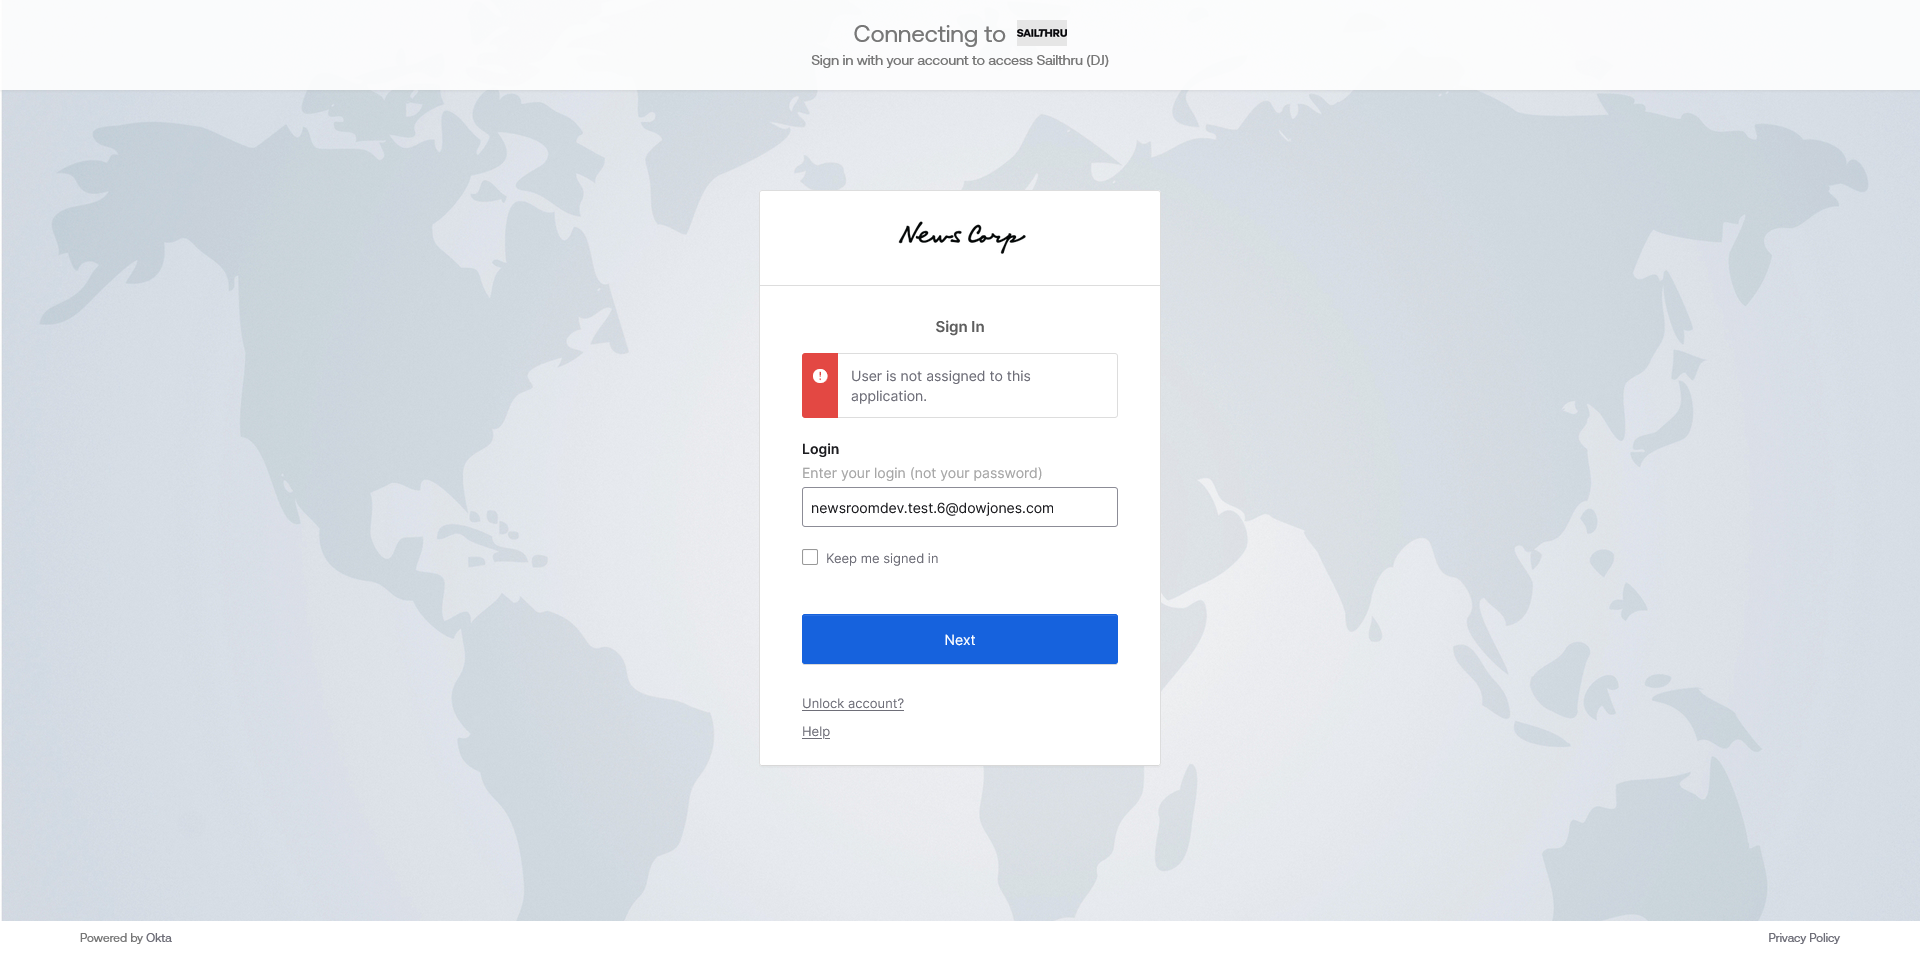 Connecting to SAILTHRU
Sign in with your account to access Sailthru (DJ)
News Corp
Sign In
User is not assigned to this
application.
Login
Enter your login (not your password)
newsroomdev.test.6@dowjones.com
Keep me signed in
Next
Unlock account?
Help
Powered by Okta
Privacy Policy